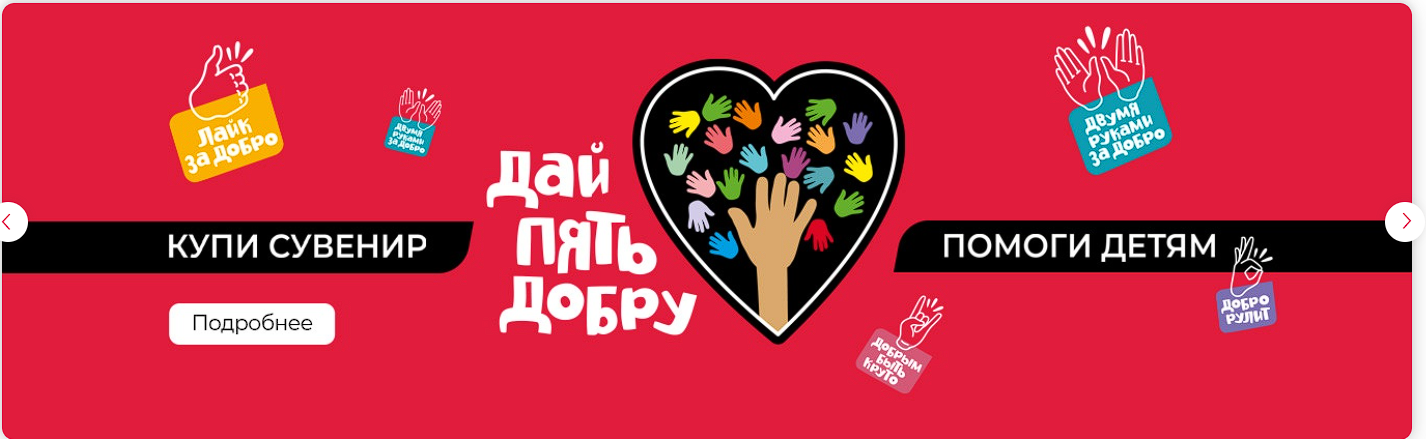 Лайк
за добро
двумя
руками
за добро
двумя
руками
за добро
Дай
пять
добру
КУПИ СУВЕНИР
ПОМОГИ ДЕТЯМ
Подробнее
добрым
быть
круто
добро
рулит